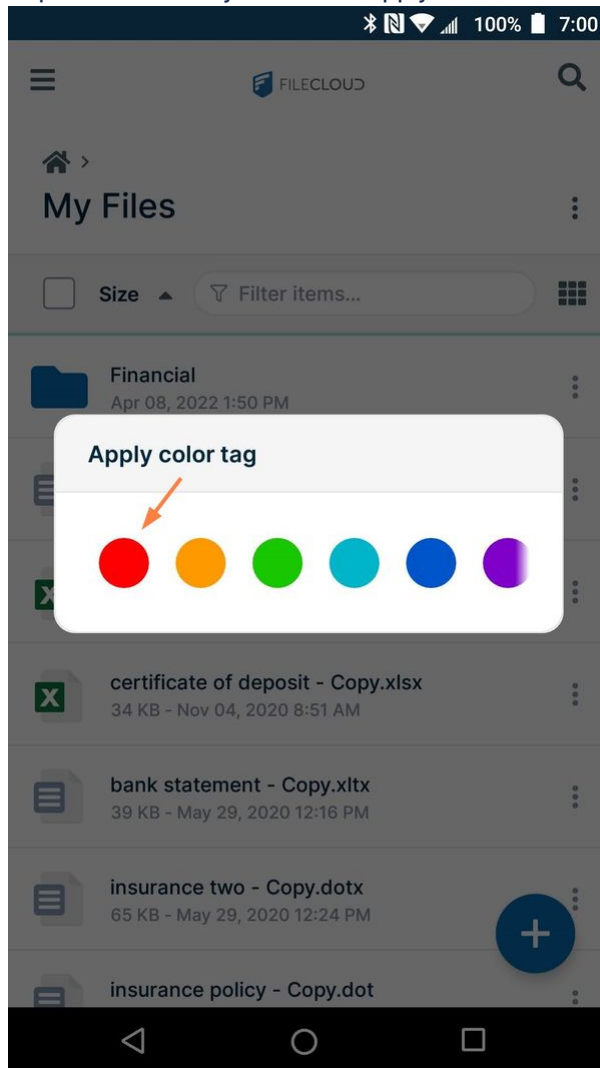 100% 7:00
FILECLOUD
My Files
Size Filter items...
Financial
Apr 08, 2022 1:50 PM
Apply color tag
certificate of deposit - Copy.xlsx
34 KB - Nov 04, 2020 8:51 AM
bank statement - Copy.xltx
39 KB - May 29, 2020 12:16 PM
insurance two - Copy.dotx
65 KB - May 29, 2020 12:24 PM
insurance policy - Copy.dot